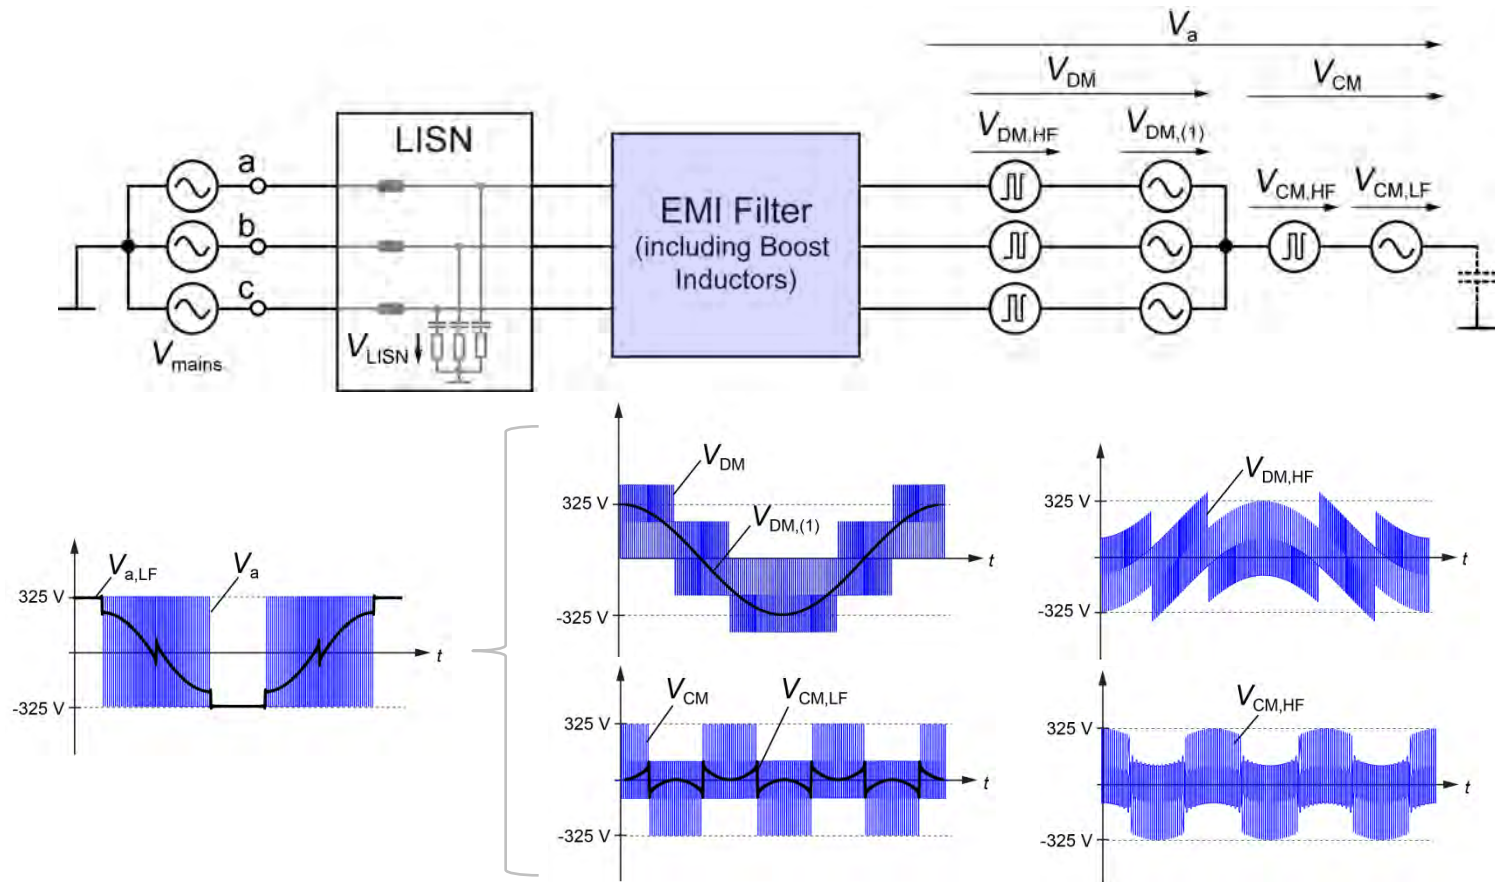 Va
VDM
VCM
LISN
VDM,HF
VDM,(1)
a
EMI Filter
(including Boost
Inductors)
VCM,HF
VCM,LF
b
c
VLISN
Vmains
VDM
325 V
VDM,(1)
t
-325 V
VDM,HF
325 V
t
-325 V
Va,LF
Va
325 V
t
-325 V
VCM
VCM,LF
325 V
t
-325 V
VCM,HF
325 V
t
-325 V